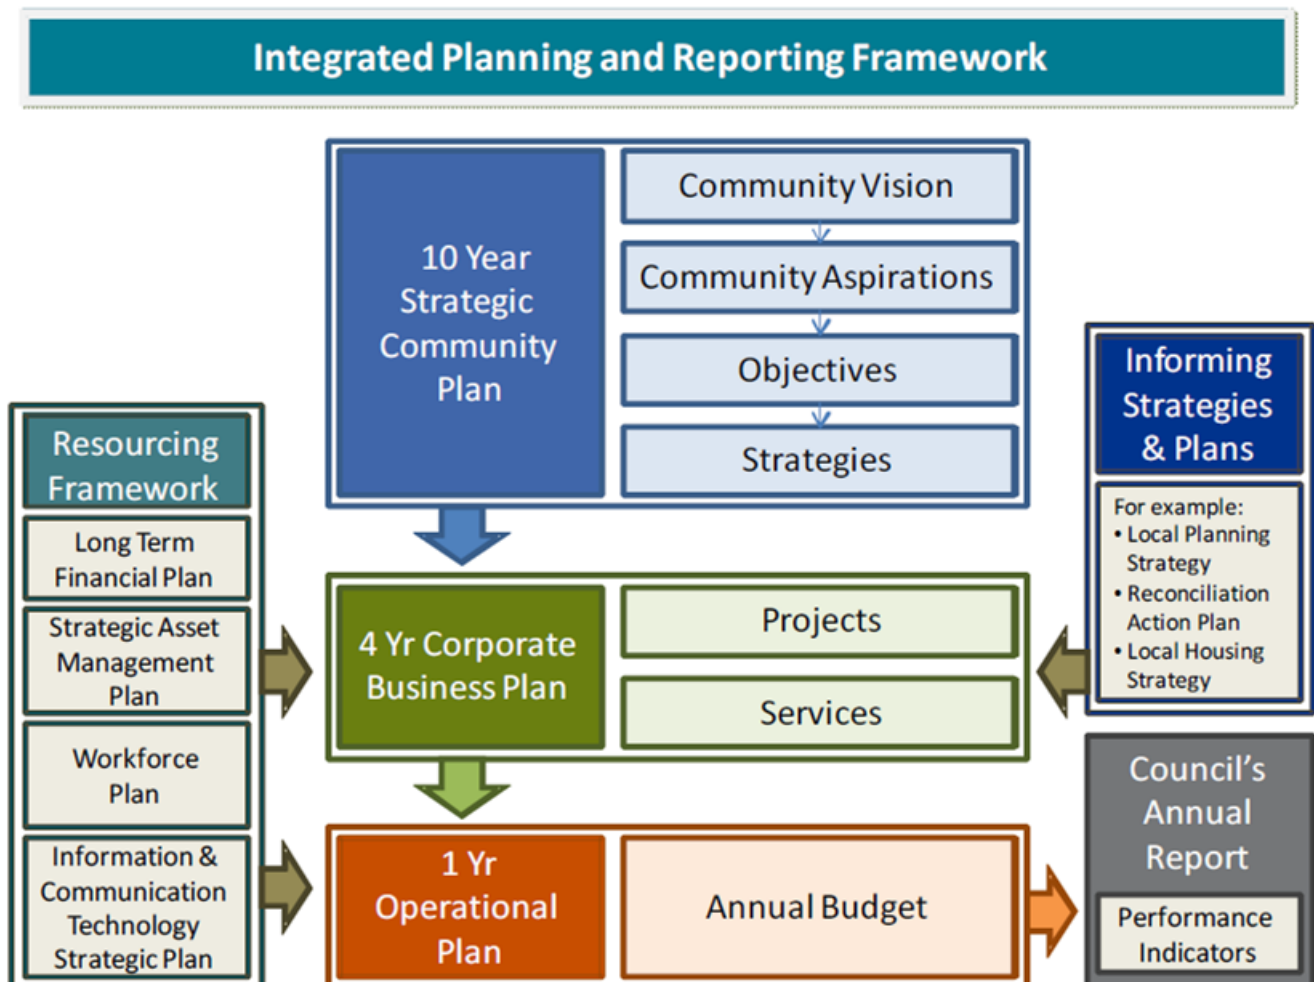 Integrated Planning and Reporting Framework
10 Year
Strategic
Community
Plan
Community Vision
Community Aspirations
Objectives
Strategies
Resourcing
Framework
Long Term
Financial Plan
Strategic Asset
Management
Plan
Workforce
Plan
Information &
Communication
Technology
Strategic Plan
4 Yr Corporate
Business Plan
Projects
Services
1 Yr
Operational
Plan
Annual Budget
Informing
Strategies
& Plans
For example:
• Local Planning
Strategy
• Reconciliation
Action Plan
• Local Housing
Strategy
Council’s
Annual
Report
Performance
Indicators